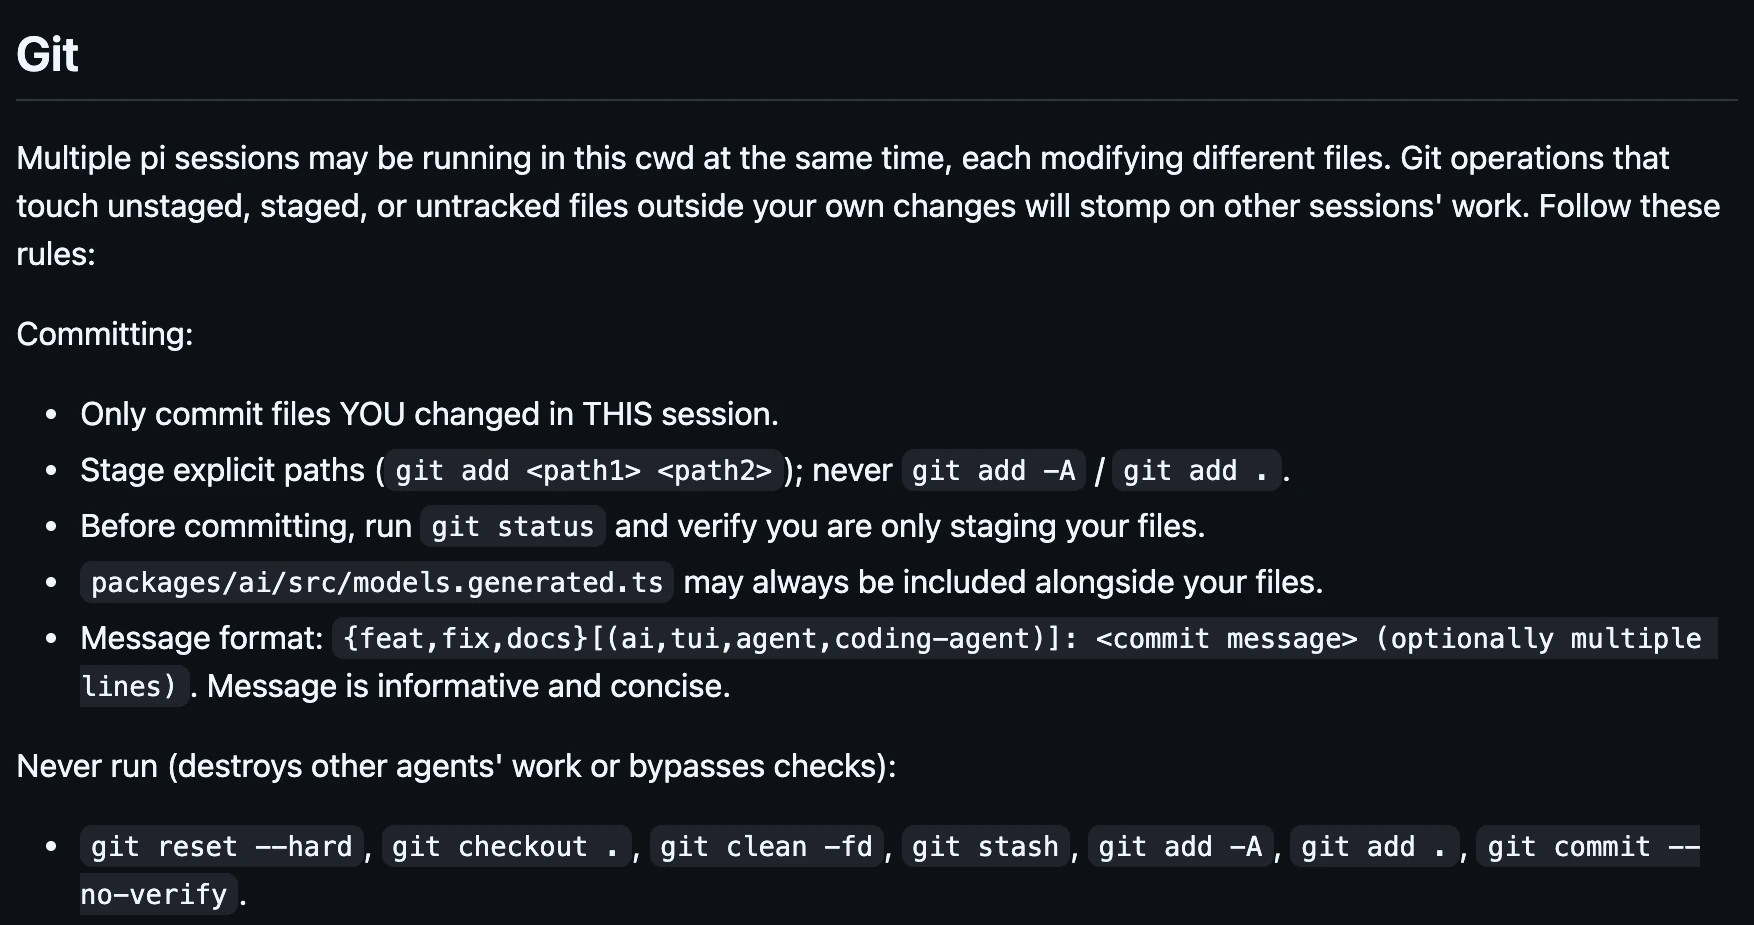 Git
Multiple pi sessions may be running in this cwd at the same time, each modifying different files. Git operations that
touch unstaged, staged, or untracked files outside your own changes will stomp on other sessions' work. Follow these
rules:
Committing:
• Only commit files YOU changed in THIS session.
• Stage explicit paths (git add <path1> <path2>); never git add -A / git add . .
• Before committing, run git status and verify you are only staging your files.
• packages/ai/src/models.generated.ts may always be included alongside your files.
• Message format: {feat,fix,docs}[(ai,tui,agent,coding-agent)]: <commit message> (optionally multiple
lines) . Message is informative and concise.
Never run (destroys other agents' work or bypasses checks):
• git reset --hard, git checkout ., git clean -fd, git stash, git add -A, git add ., git commit --
no-verify.